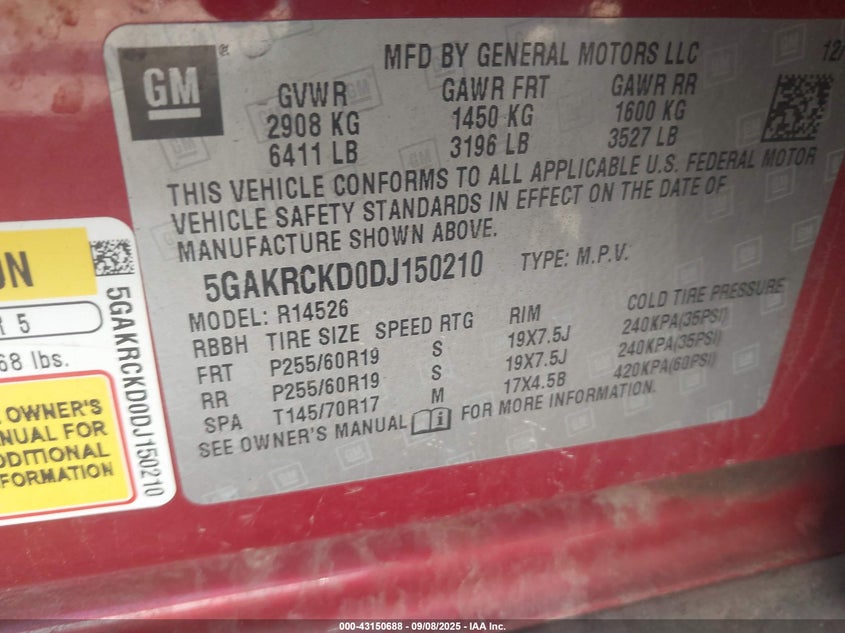 GM
MFD BY GENERAL MOTORS LLC
12/
GVWR GAWR FRT GAWR RR
2908 KG 1450 KG 1600 KG
6411 LB 3196 LB 3527 LB
THIS VEHICLE CONFORMS TO ALL APPLICABLE U.S. FEDERAL MOTOR
VEHICLE SAFETY STANDARDS IN EFFECT ON THE DATE OF
MANUFACTURE SHOWN ABOVE.
5GAKRCKD0DJ150210 TYPE: M.P.V.
MODEL: R14526
RBBH TIRE SIZE SPEED RTG RIM COLD TIRE PRESSURE
FRT P255/60R19 S 19X7.5J 240KPA(35PSI)
RR P255/60R19 S 19X7.5J 240KPA(35PSI)
SPA T145/70R17 M 17X4.5B 420KPA(60PSI)
SEE OWNER'S MANUAL FOR MORE INFORMATION.
ON
R 5
68 lbs.
OWNER'S
NUAL FOR
DDITIONAL
FORMATION
5GAKRCKD0DJ150210
000-43150688 - 09/08/2025 - IAA Inc.